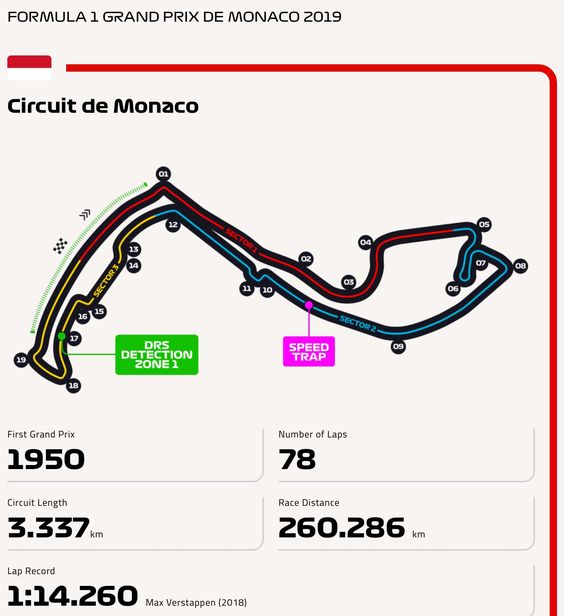 FORMULA 1 GRAND PRIX DE MONACO 2019
Circuit de Monaco
01
12
SECTOR 1
02
03
04
05
06
07
08
09
10
11
13
14
SECTOR 3
15
16
17
18
19
SECTOR 2
DRS
DETECTION
ZONE 1
SPEED
TRAP
First Grand Prix
1950
Number of Laps
78
Circuit Length
3.337 km
Race Distance
260.286 km
Lap Record
1:14.260 Max Verstappen (2018)